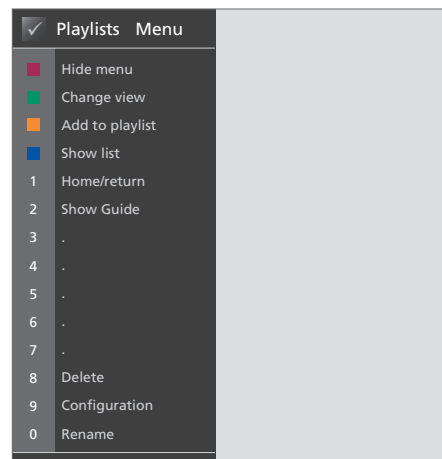 Playlists Menu
Hide menu
Change view
Add to playlist
Show list
1 Home/return
2 Show Guide
3 .
4 .
5 .
6 .
7 .
8 Delete
9 Configuration
0 Rename